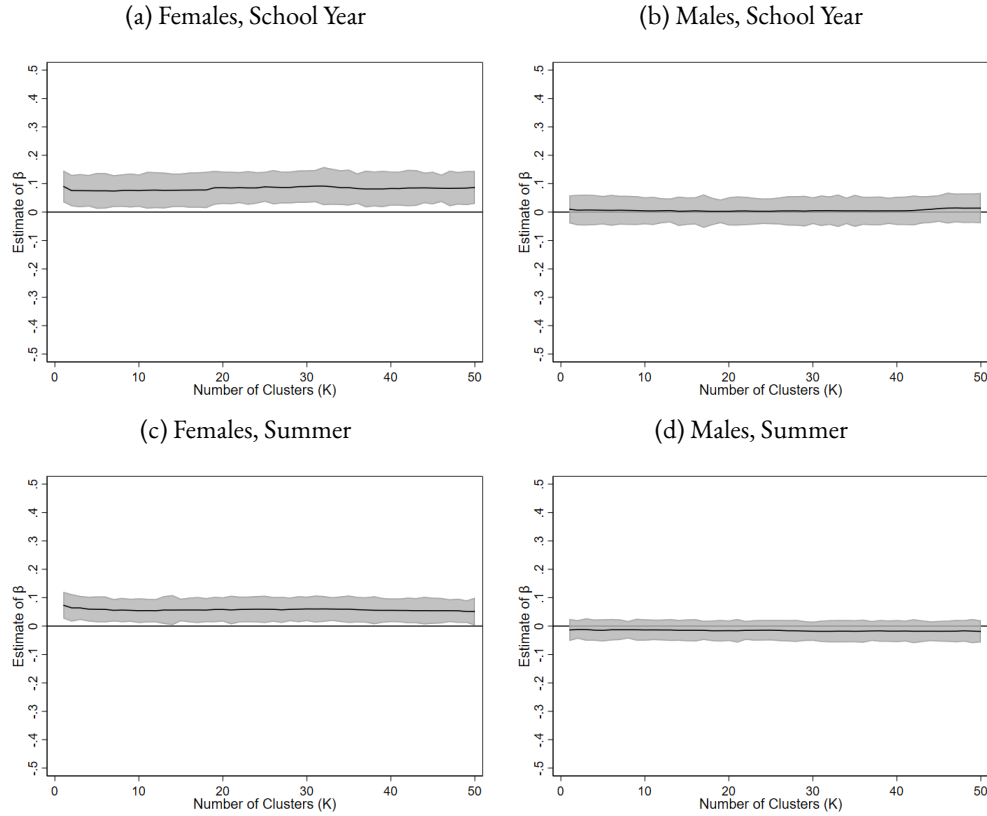 (a) Females, School Year
(b) Males, School Year
Estimate of β
.5
.4
.3
.2
.1
0
-.1
-.2
-.3
-.4
-.5
0 10 20 30 40 50
Number of Clusters (K)
Estimate of β
.5
.4
.3
.2
.1
0
-.1
-.2
-.3
-.4
-.5
0 10 20 30 40 50
Number of Clusters (K)
(c) Females, Summer
(d) Males, Summer
Estimate of β
.5
.4
.3
.2
.1
0
-.1
-.2
-.3
-.4
-.5
0 10 20 30 40 50
Number of Clusters (K)
Estimate of β
.5
.4
.3
.2
.1
0
-.1
-.2
-.3
-.4
-.5
0 10 20 30 40 50
Number of Clusters (K)